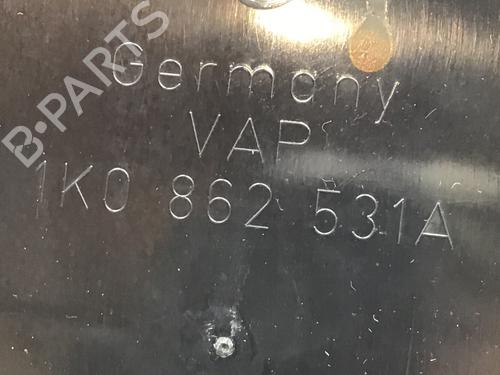 B-PARTS
Germany
VAP
1K0 862 531A